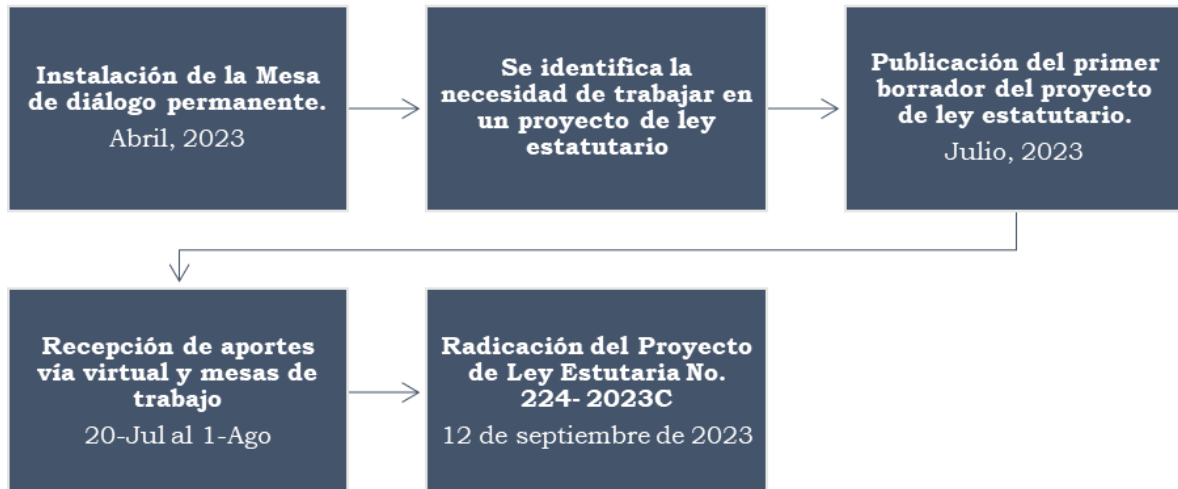 Instalación de la Mesa
de diálogo permanente.
Abril, 2023
Se identifica la
necesidad de trabajar en
un proyecto de ley
estatutario
Publicación del primer
borrador del proyecto
de ley estatutario.
Julio, 2023
Recepción de aportes
vía virtual y mesas de
trabajo
20-Jul al 1-Ago
Radicación del Proyecto
de Ley Estutaria No.
224- 2023C
12 de septiembre de 2023